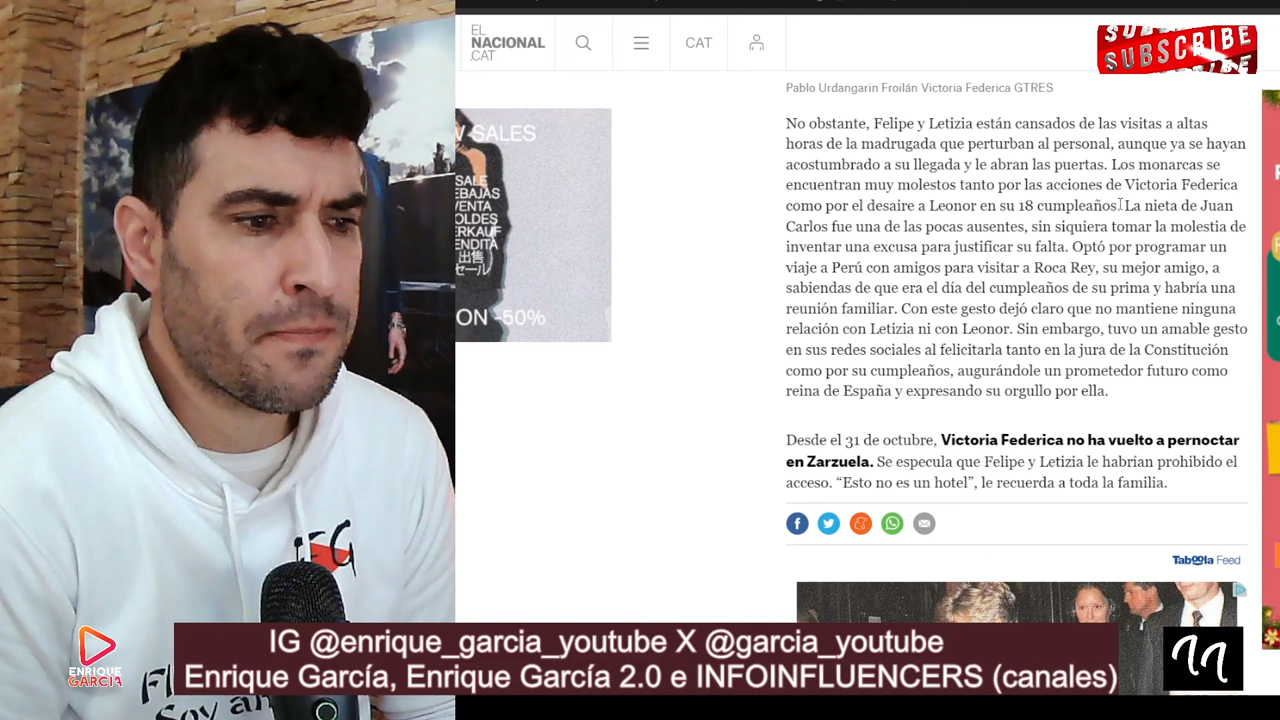 EL
NACIONAL
.CAT
CAT
SUBSCRIBE
Pablo Urdangarin Froilán Victoria Federica GTRES
No obstante, Felipe y Letizia están cansados de las visitas a altas
horas de la madrugada que perturban al personal, aunque ya se hayan
acostumbrado a su llegada y le abran las puertas. Los monarcas se
encuentran muy molestos tanto por las acciones de Victoria Federica
como por el desaire a Leonor en su 18 cumpleaños. La nieta de Juan
Carlos fue una de las pocas ausentes, sin siquiera tomar la molestia de
inventar una excusa para justificar su falta. Optó por programar un
viaje a Perú con amigos para visitar a Roca Rey, su mejor amigo, a
sabiendas de que era el día del cumpleaños de su prima y habría una
reunión familiar. Con este gesto dejó claro que no mantiene ninguna
relación con Letizia ni con Leonor. Sin embargo, tuvo un amable gesto
en sus redes sociales al felicitarla tanto en la jura de la Constitución
como por su cumpleaños, augurándole un prometedor futuro como
reina de España y expresando su orgullo por ella.
Desde el 31 de octubre, Victoria Federica no ha vuelto a pernoctar
en Zarzuela. Se especula que Felipe y Letizia le habrían prohibido el
acceso. “Esto no es un hotel”, le recuerda a toda la familia.
Taboola Feed
SALES
SALE
EBAJAS
VENTA
OLDES
ERKAUF
ENDITA
出售
セール
ON -50%
IG @enrique_garcia_youtube X @garcia_youtube
Enrique García, Enrique García 2.0 e INFOINFLUENCERS (canales)
ENRIQUE
GARCÍA
Soy an